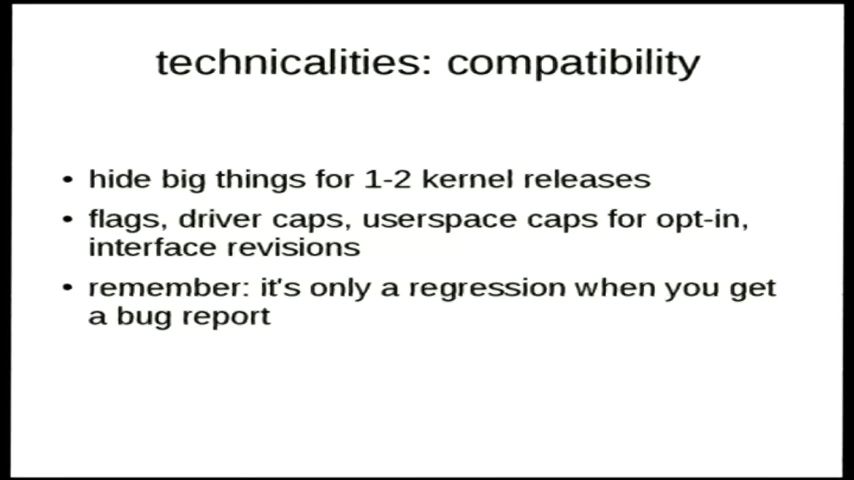 technicalities: compatibility
• hide big things for 1-2 kernel releases
• flags, driver caps, userspace caps for opt-in,
interface revisions
• remember: it's only a regression when you get
a bug report